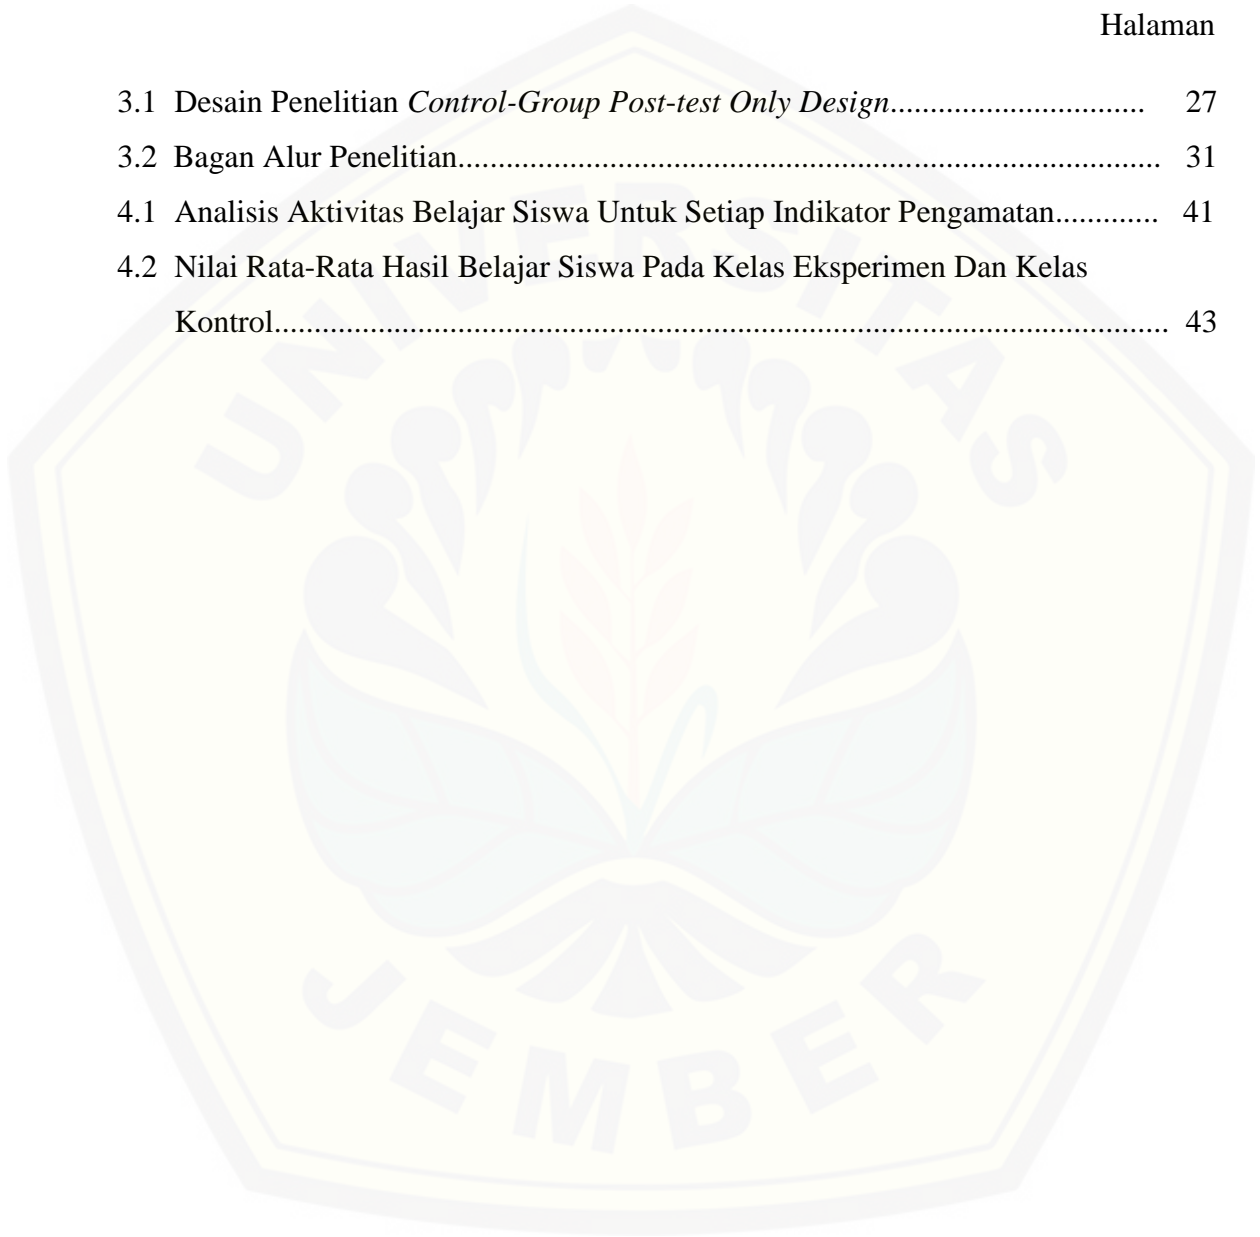 Halaman
3.1 Desain Penelitian Control-Group Post-test Only Design................................ 27
3.2 Bagan Alur Penelitian........................................................................................ 31
4.1 Analisis Aktivitas Belajar Siswa Untuk Setiap Indikator Pengamatan............. 41
4.2 Nilai Rata-Rata Hasil Belajar Siswa Pada Kelas Eksperimen Dan Kelas
Kontrol................................................................................................................ 43
UNIVERSITAS
JEMBER